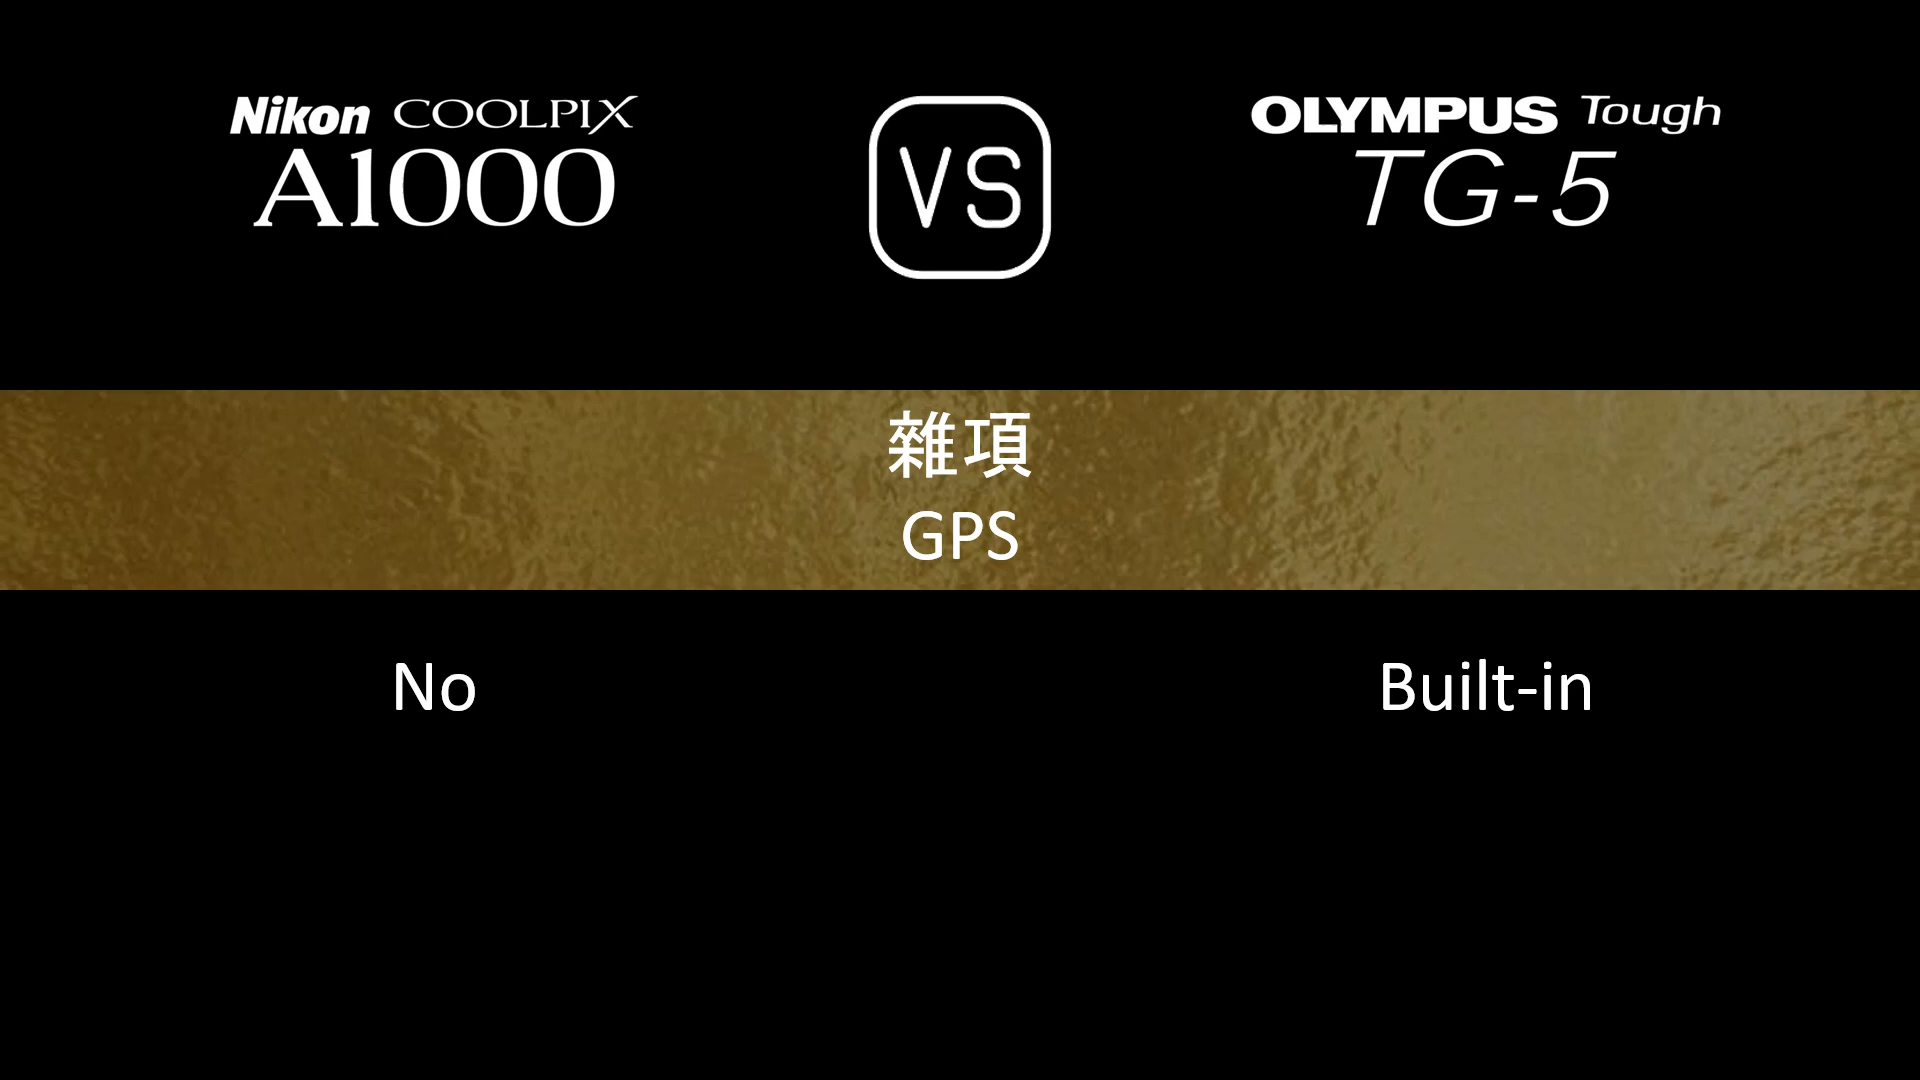 Nikon COOLPIX
A1000
VS
OLYMPUS Tough
TG-5
雜項
GPS
No
Built-in